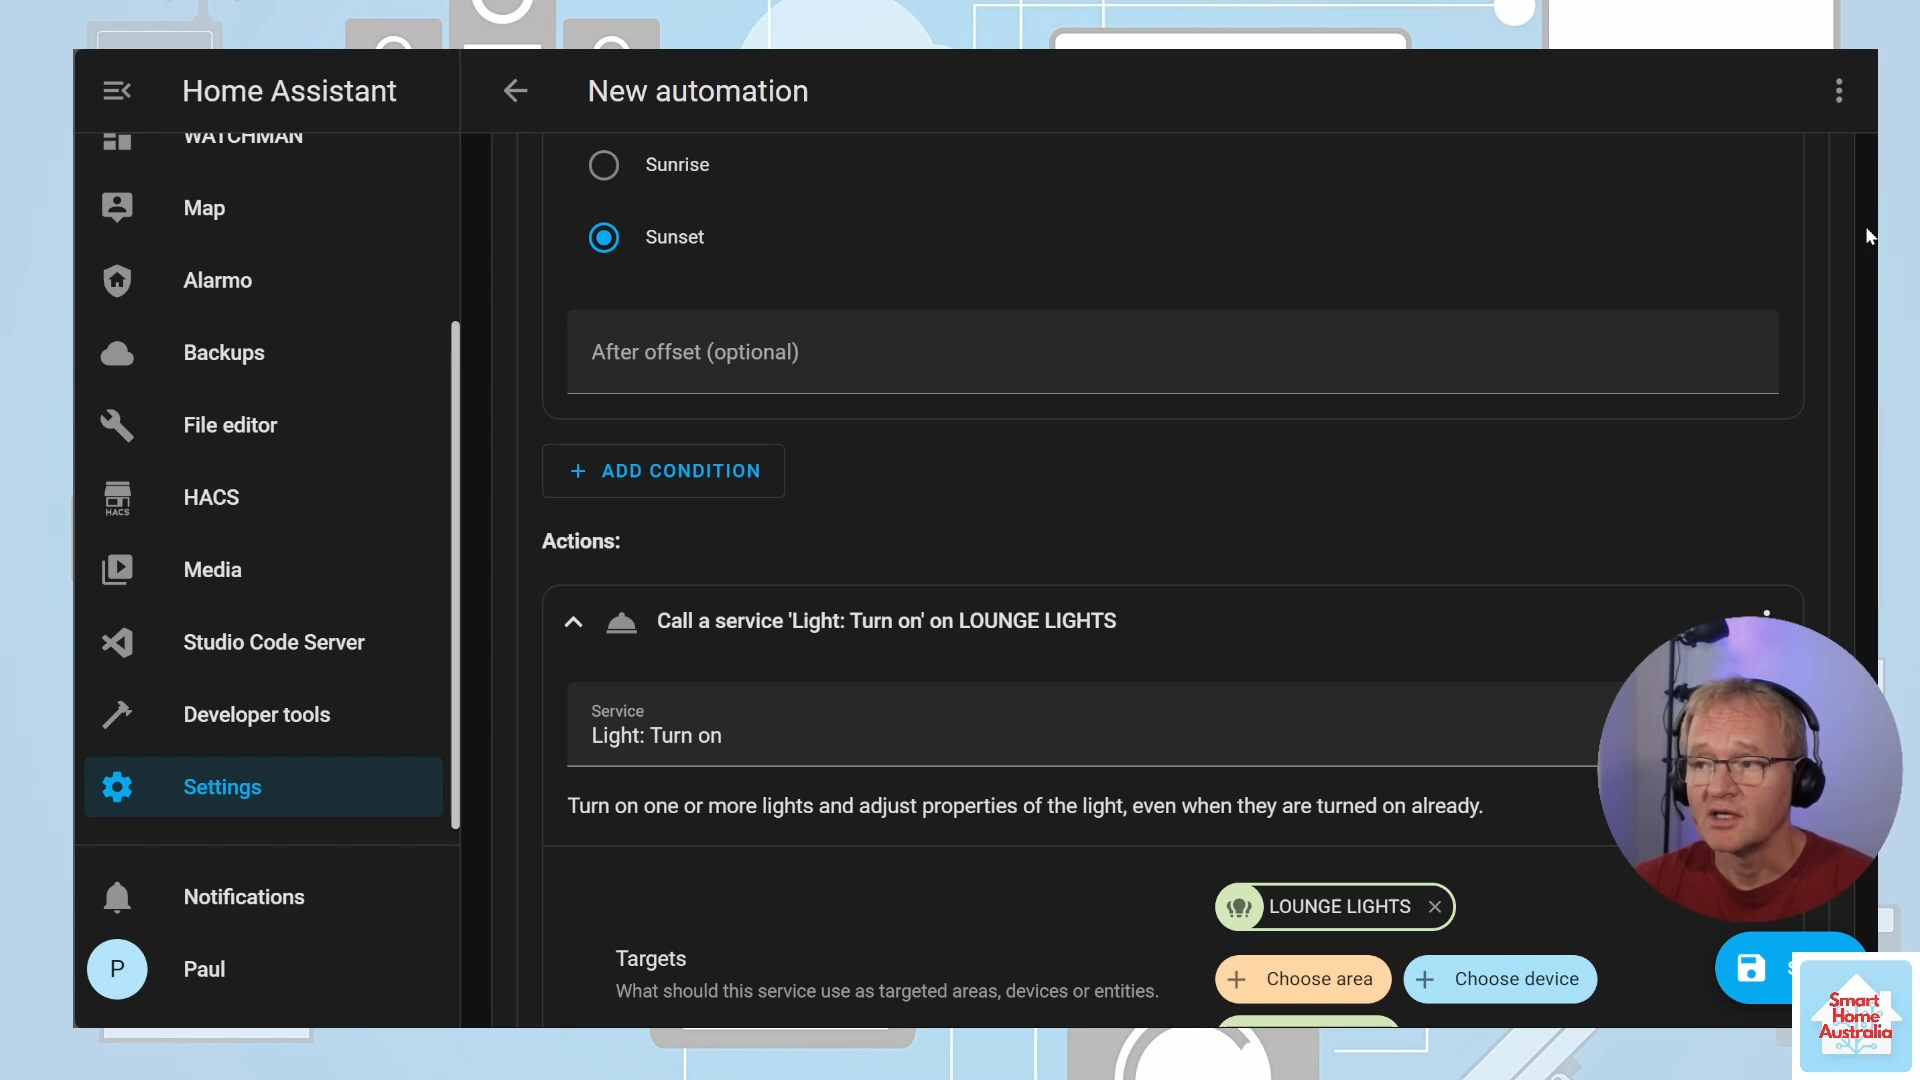 Home Assistant
New automation
WATCHMAN
Map
Alarmo
Backups
File editor
HACS
HACS
Media
Studio Code Server
Developer tools
Settings
Notifications
P
Paul
Sunrise
Sunset
After offset (optional)
+ ADD CONDITION
Actions:
Call a service 'Light: Turn on' on LOUNGE LIGHTS
Service
Light: Turn on
Turn on one or more lights and adjust properties of the light, even when they are turned on already.
LOUNGE LIGHTS
Targets
What should this service use as targeted areas, devices or entities.
+ Choose area
+ Choose device
Smart
Home
Australia